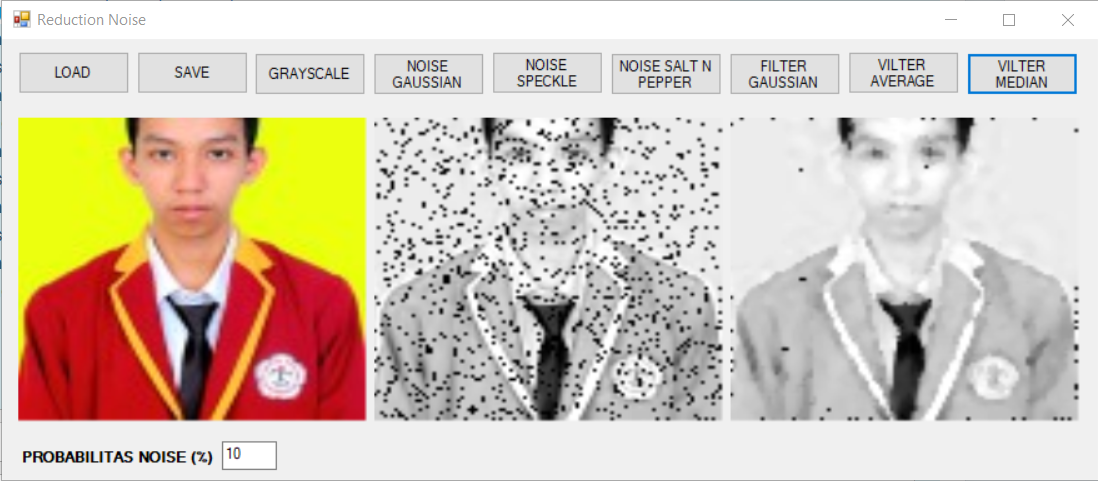 Reduction Noise
LOAD
SAVE
GRAYSCALE
NOISE
GAUSSIAN
NOISE
SPECKLE
NOISE SALT N
PEPPER
FILTER
GAUSSIAN
VILTER
AVERAGE
VILTER
MEDIAN
PROBABILITAS NOISE (%) 10